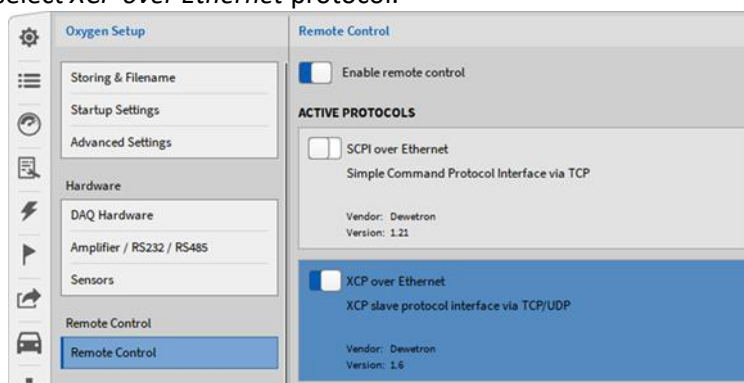 select XCP over Ethernet protocol.
Oxygen Setup
Storing & Filename
Startup Settings
Advanced Settings
Hardware
DAQ Hardware
Amplifier / RS232 / RS485
Sensors
Remote Control
Remote Control
Remote Control
Enable remote control
ACTIVE PROTOCOLS
SCPI over Ethernet
Simple Command Protocol Interface via TCP
Vendor: Dewetron
Version: 1.21
XCP over Ethernet
XCP slave protocol interface via TCP/UDP
Vendor: Dewetron
Version: 1.6